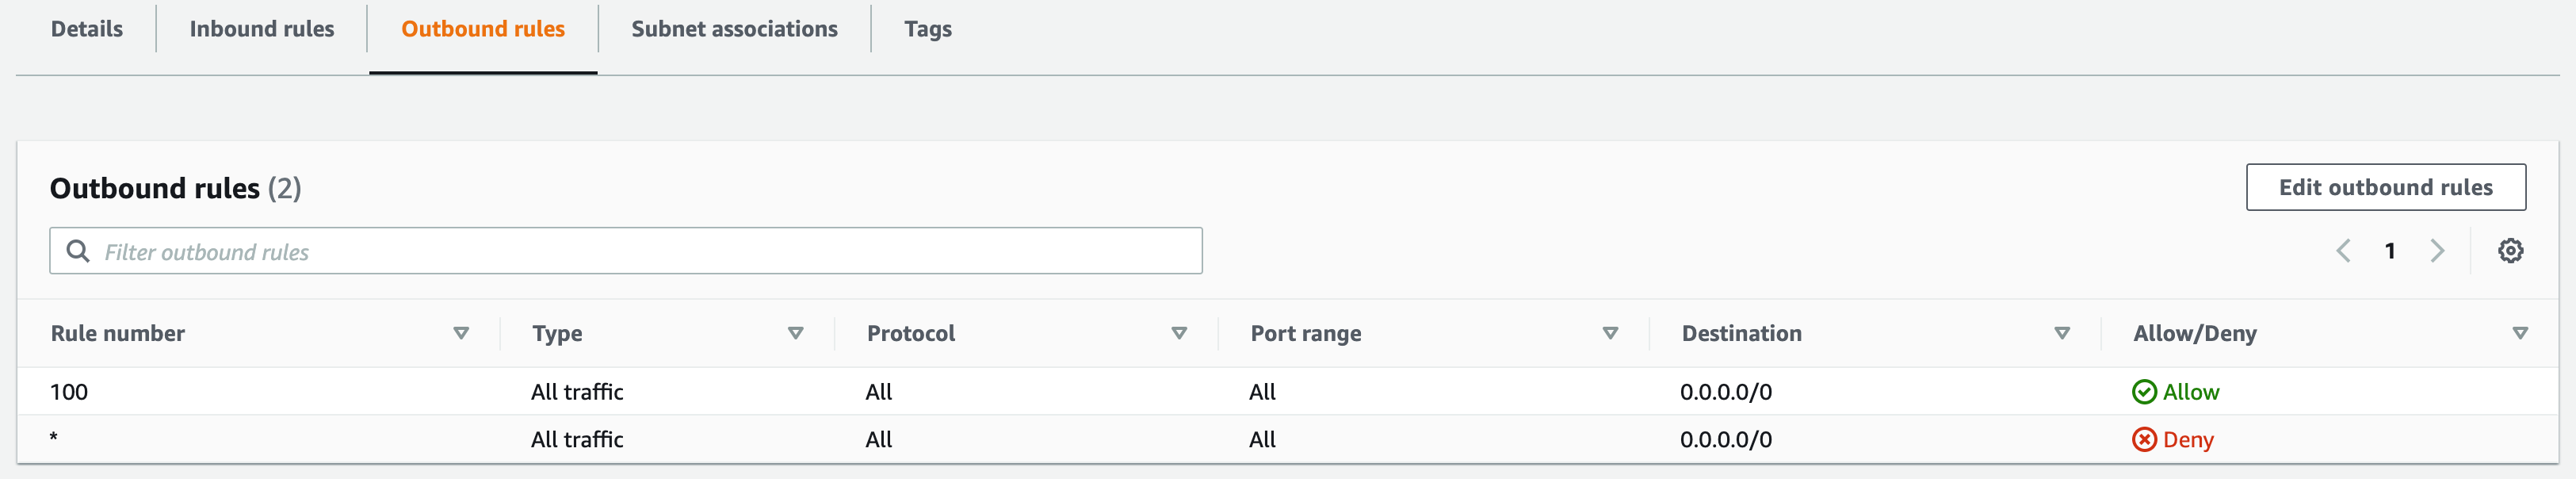 Details Inbound rules Outbound rules Subnet associations Tags
Outbound rules (2) Edit outbound rules
Filter outbound rules 1
Rule number Type Protocol Port range Destination Allow/Deny
100 All traffic All All 0.0.0.0/0 Allow
* All traffic All All 0.0.0.0/0 Deny